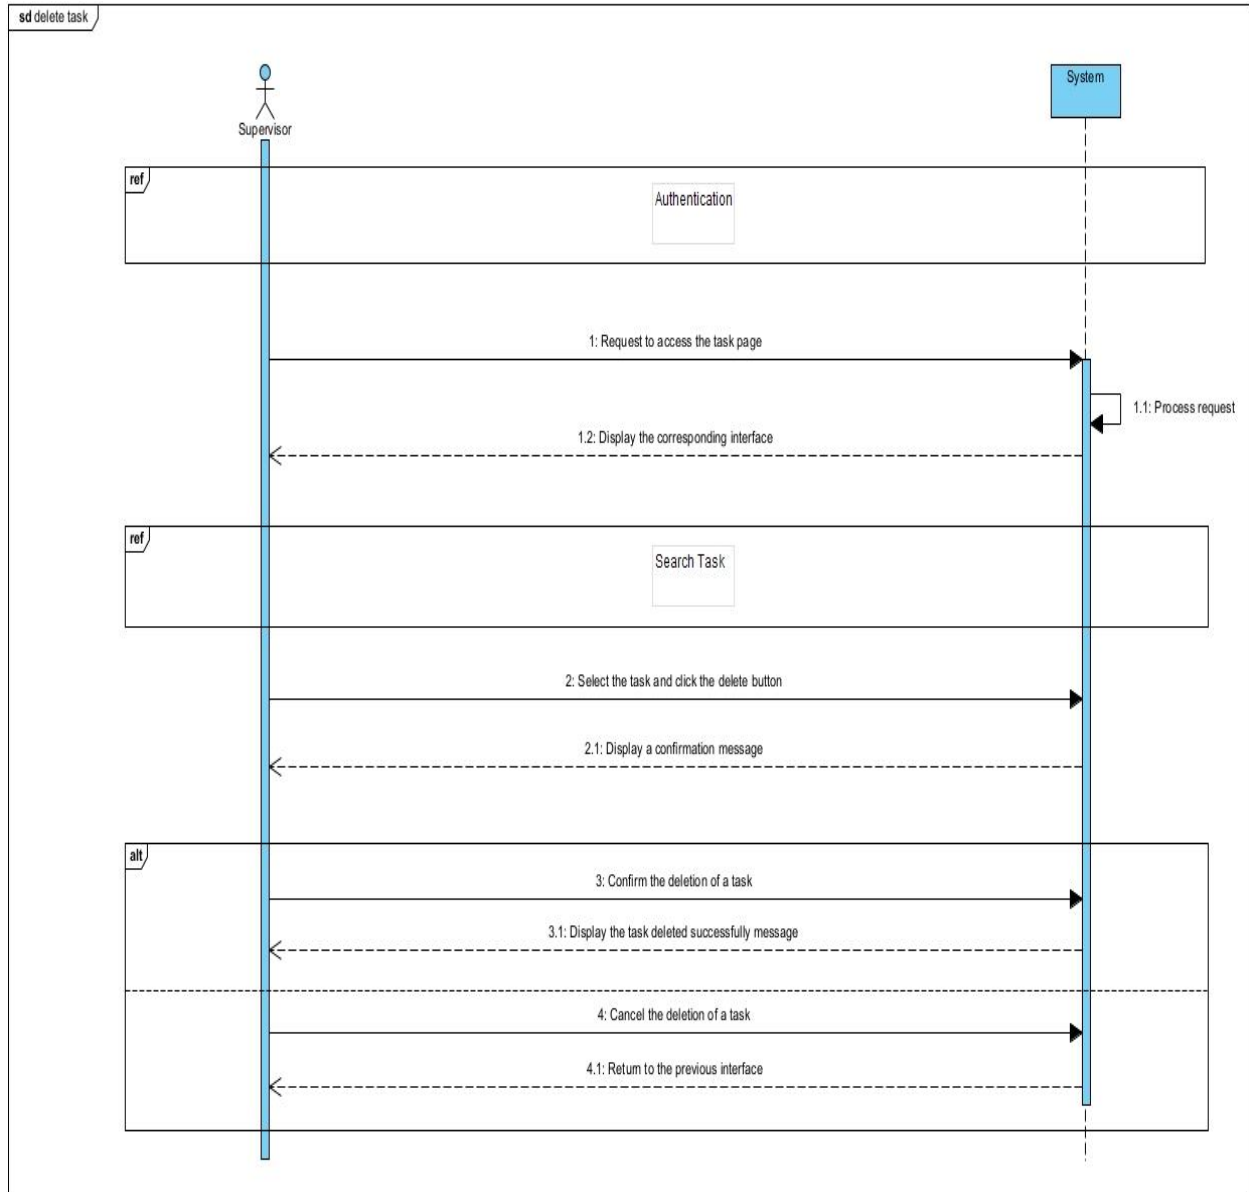 sd delete task
System
Supervisor
ref
Authentication
1: Request to access the task page
1.1: Process request
1.2: Display the corresponding interface
ref
Search Task
2: Select the task and click the delete button
2.1: Display a confirmation message
alt
3: Confirm the deletion of a task
3.1: Display the task deleted successfully message
4: Cancel the deletion of a task
4.1: Return to the previous interface